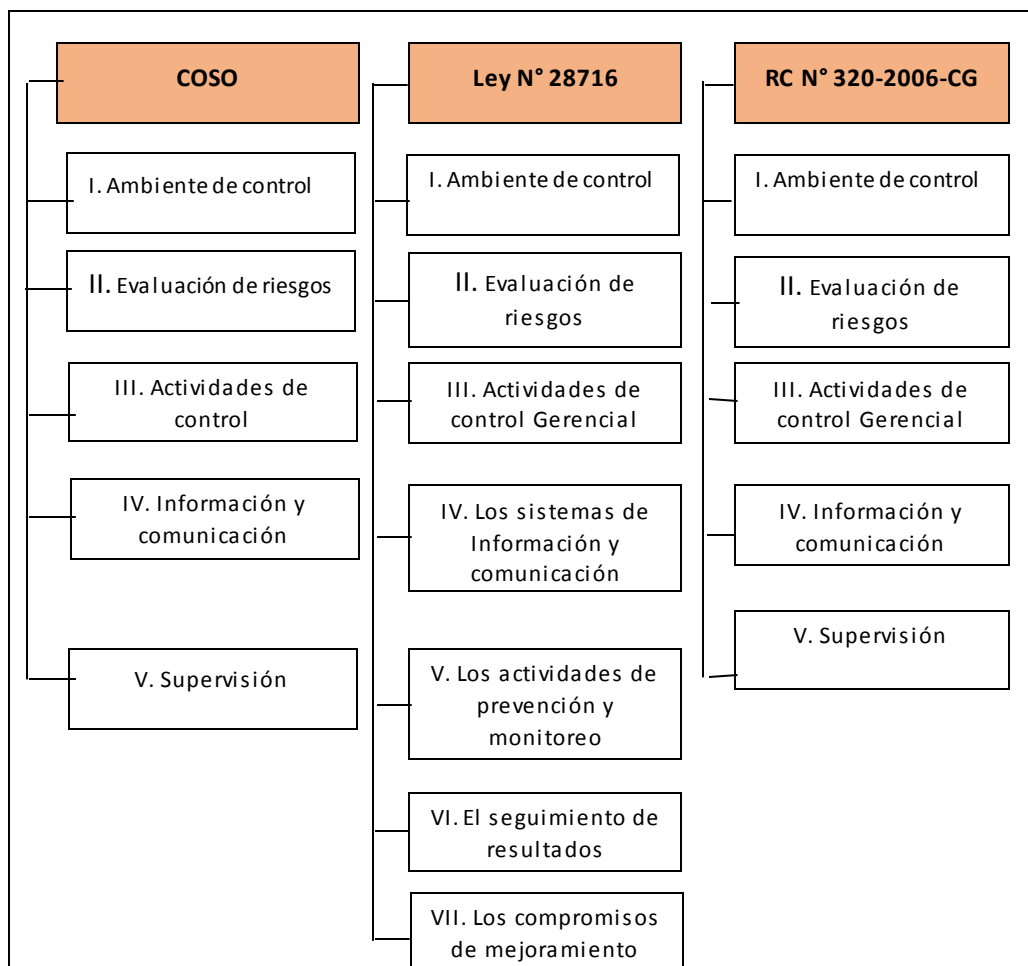 COSO
I. Ambiente de control
II. Evaluación de riesgos
III. Actividades de
control
IV. Información y
comunicación
V. Supervisión
Ley N° 28716
I. Ambiente de control
II. Evaluación de
riesgos
III. Actividades de
control Gerencial
IV. Los sistemas de
Información y
comunicación
V. Los actividades de
prevención y
monitoreo
VI. El seguimiento de
resultados
VII. Los compromisos
de mejoramiento
RC N° 320-2006-CG
I. Ambiente de control
II. Evaluación de
riesgos
III. Actividades de
control Gerencial
IV. Información y
comunicación
V. Supervisión